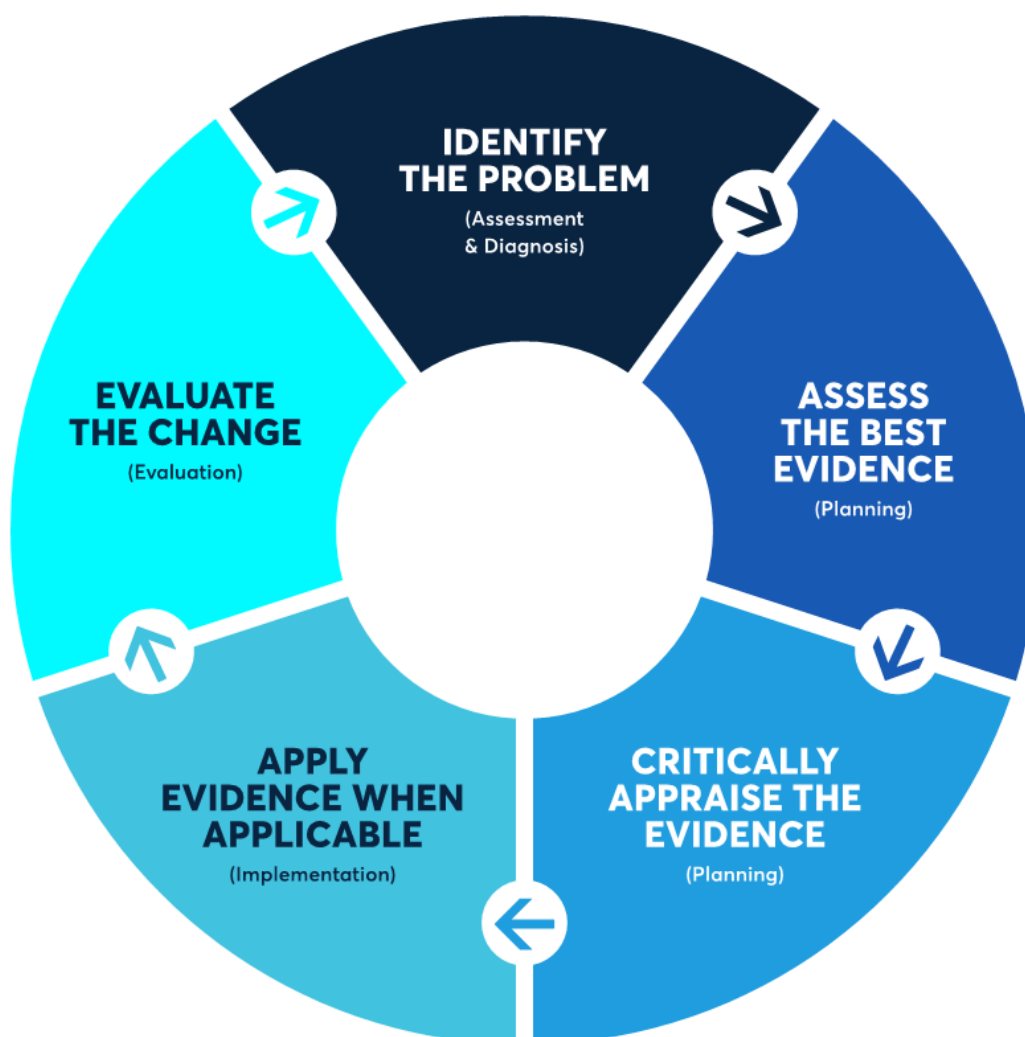 IDENTIFY
THE PROBLEM
(Assessment
& Diagnosis)
ASSESS
THE BEST
EVIDENCE
(Planning)
CRITICALLY
APPRAISE THE
EVIDENCE
(Planning)
APPLY
EVIDENCE WHEN
APPLICABLE
(Implementation)
EVALUATE
THE CHANGE
(Evaluation)